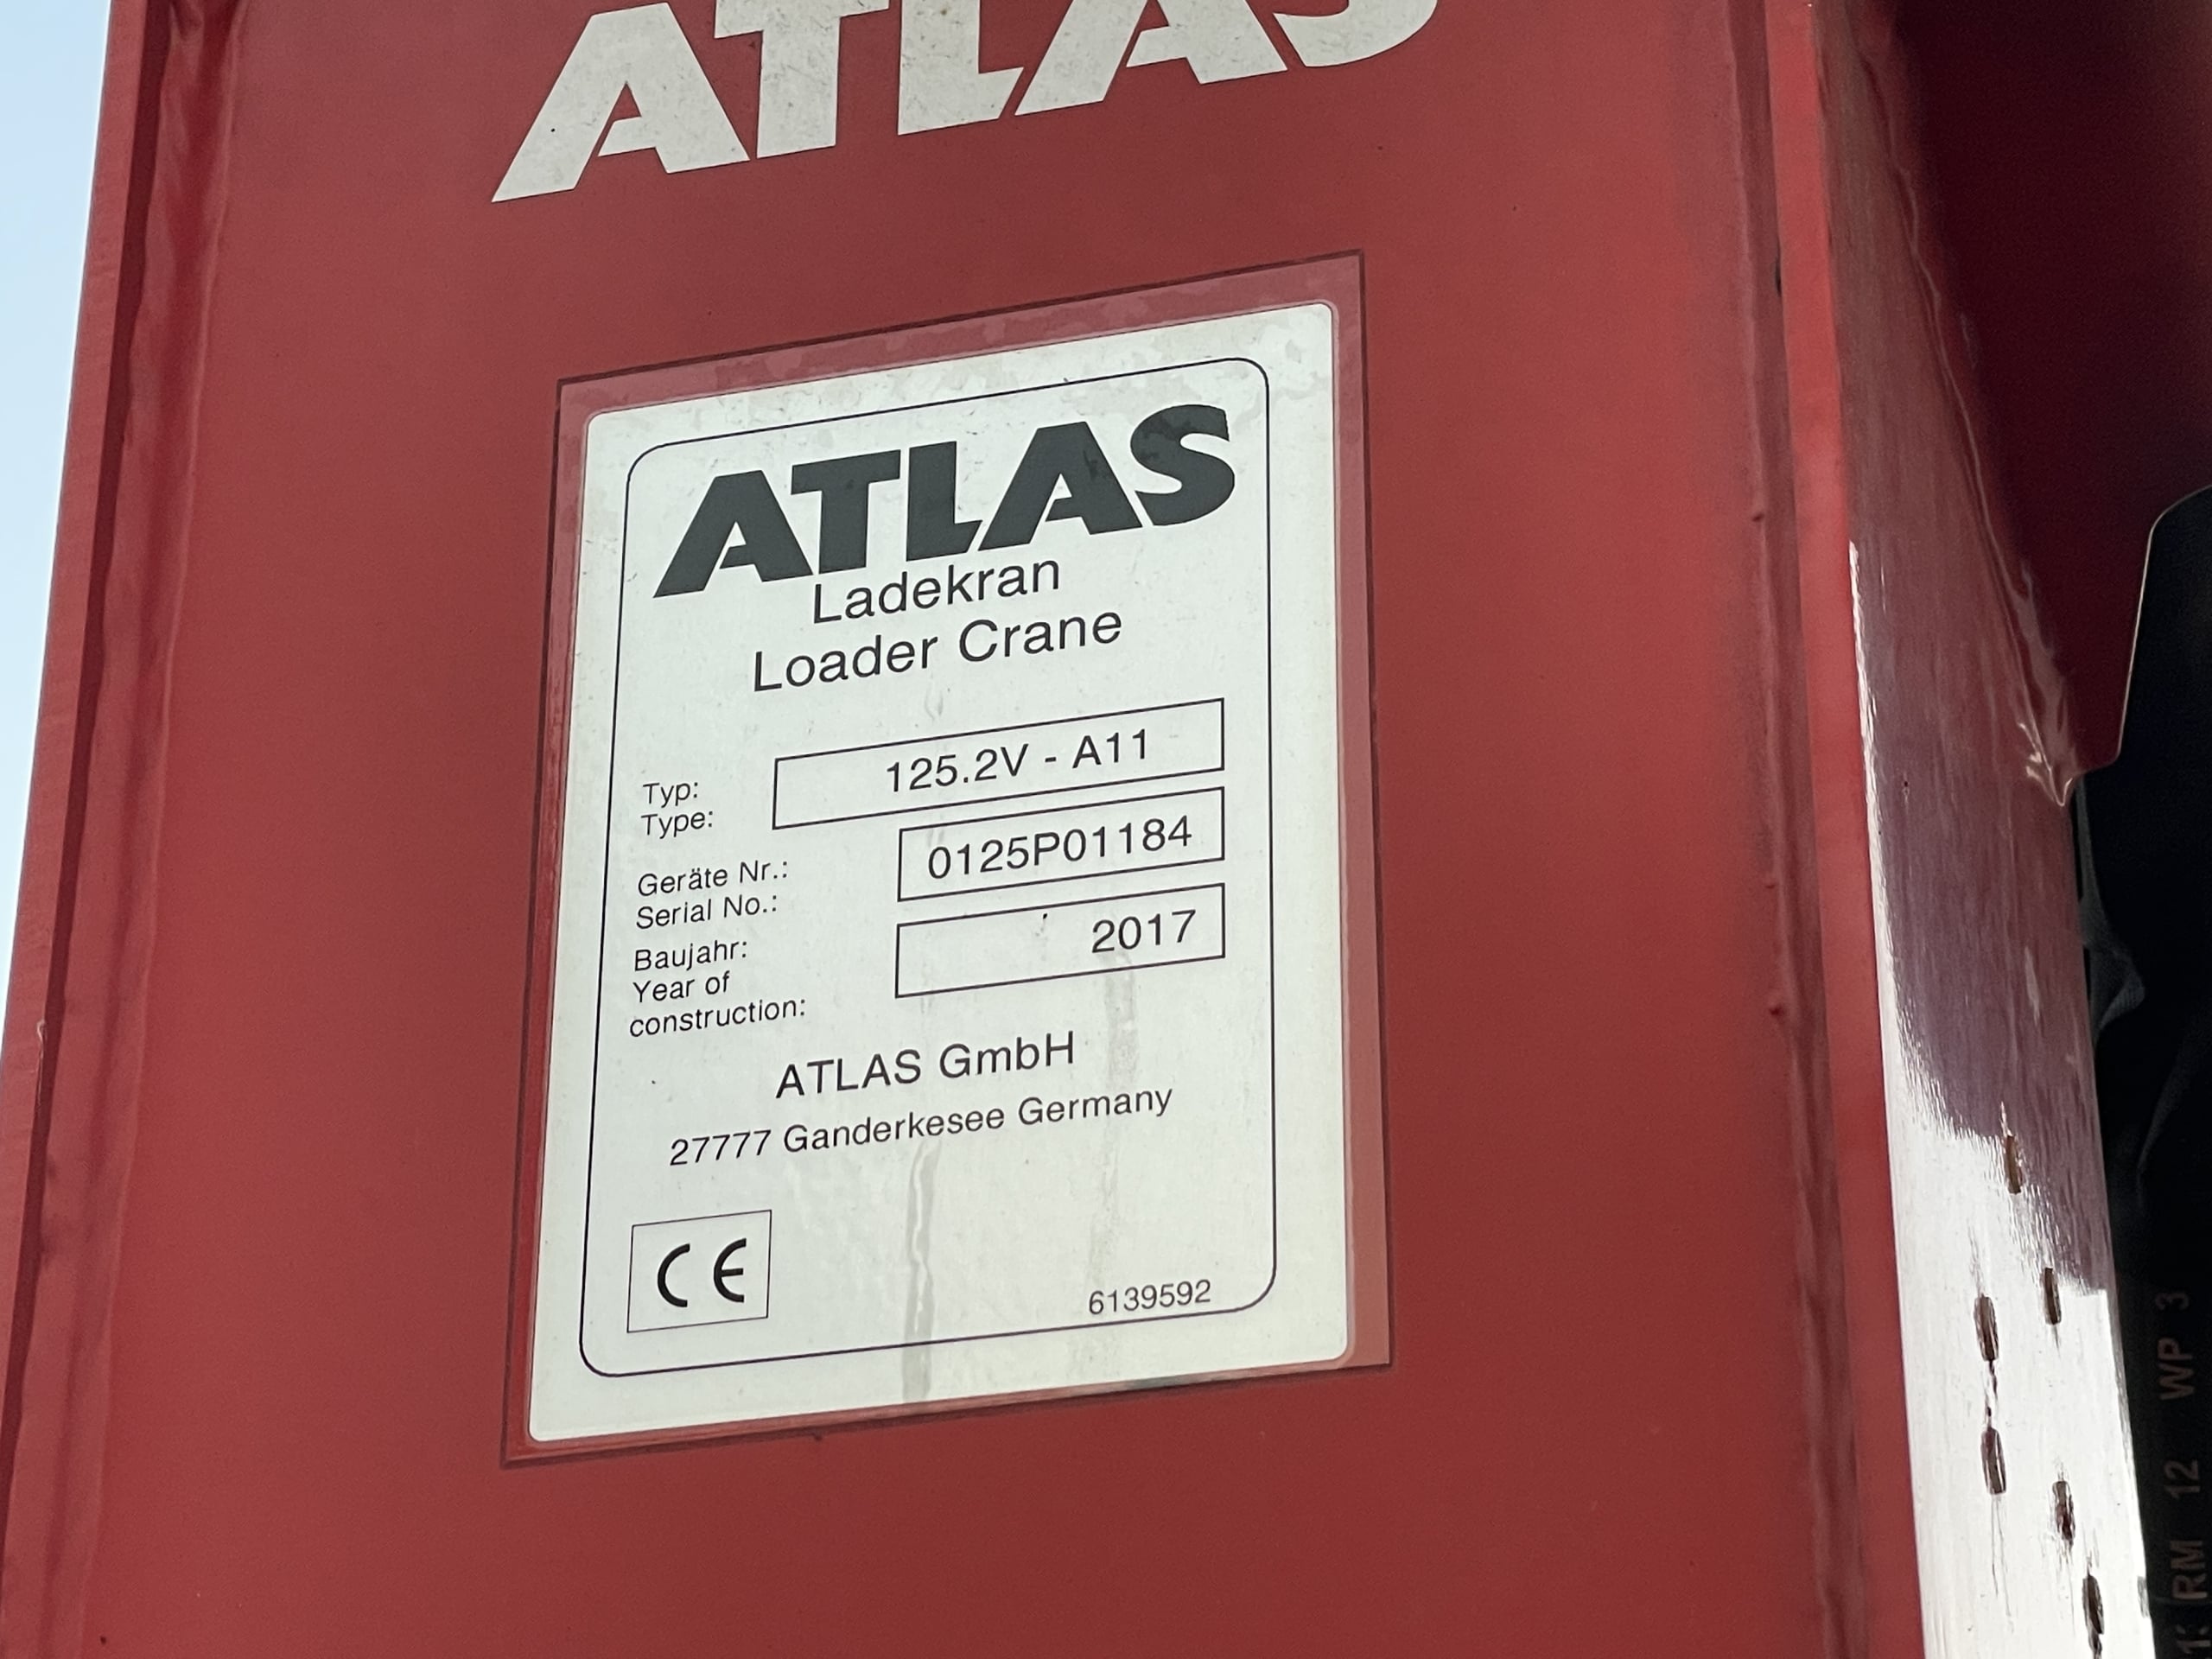 ATLAS
ATLAS
Ladekran
Loader Crane
Typ:
Type:
125.2V - A11
Geräte Nr.:
Serial No.:
0125P01184
Baujahr:
Year of
construction:
2017
ATLAS GmbH
27777 Ganderkesee Germany
CE
6139592
RM 12 WP 3